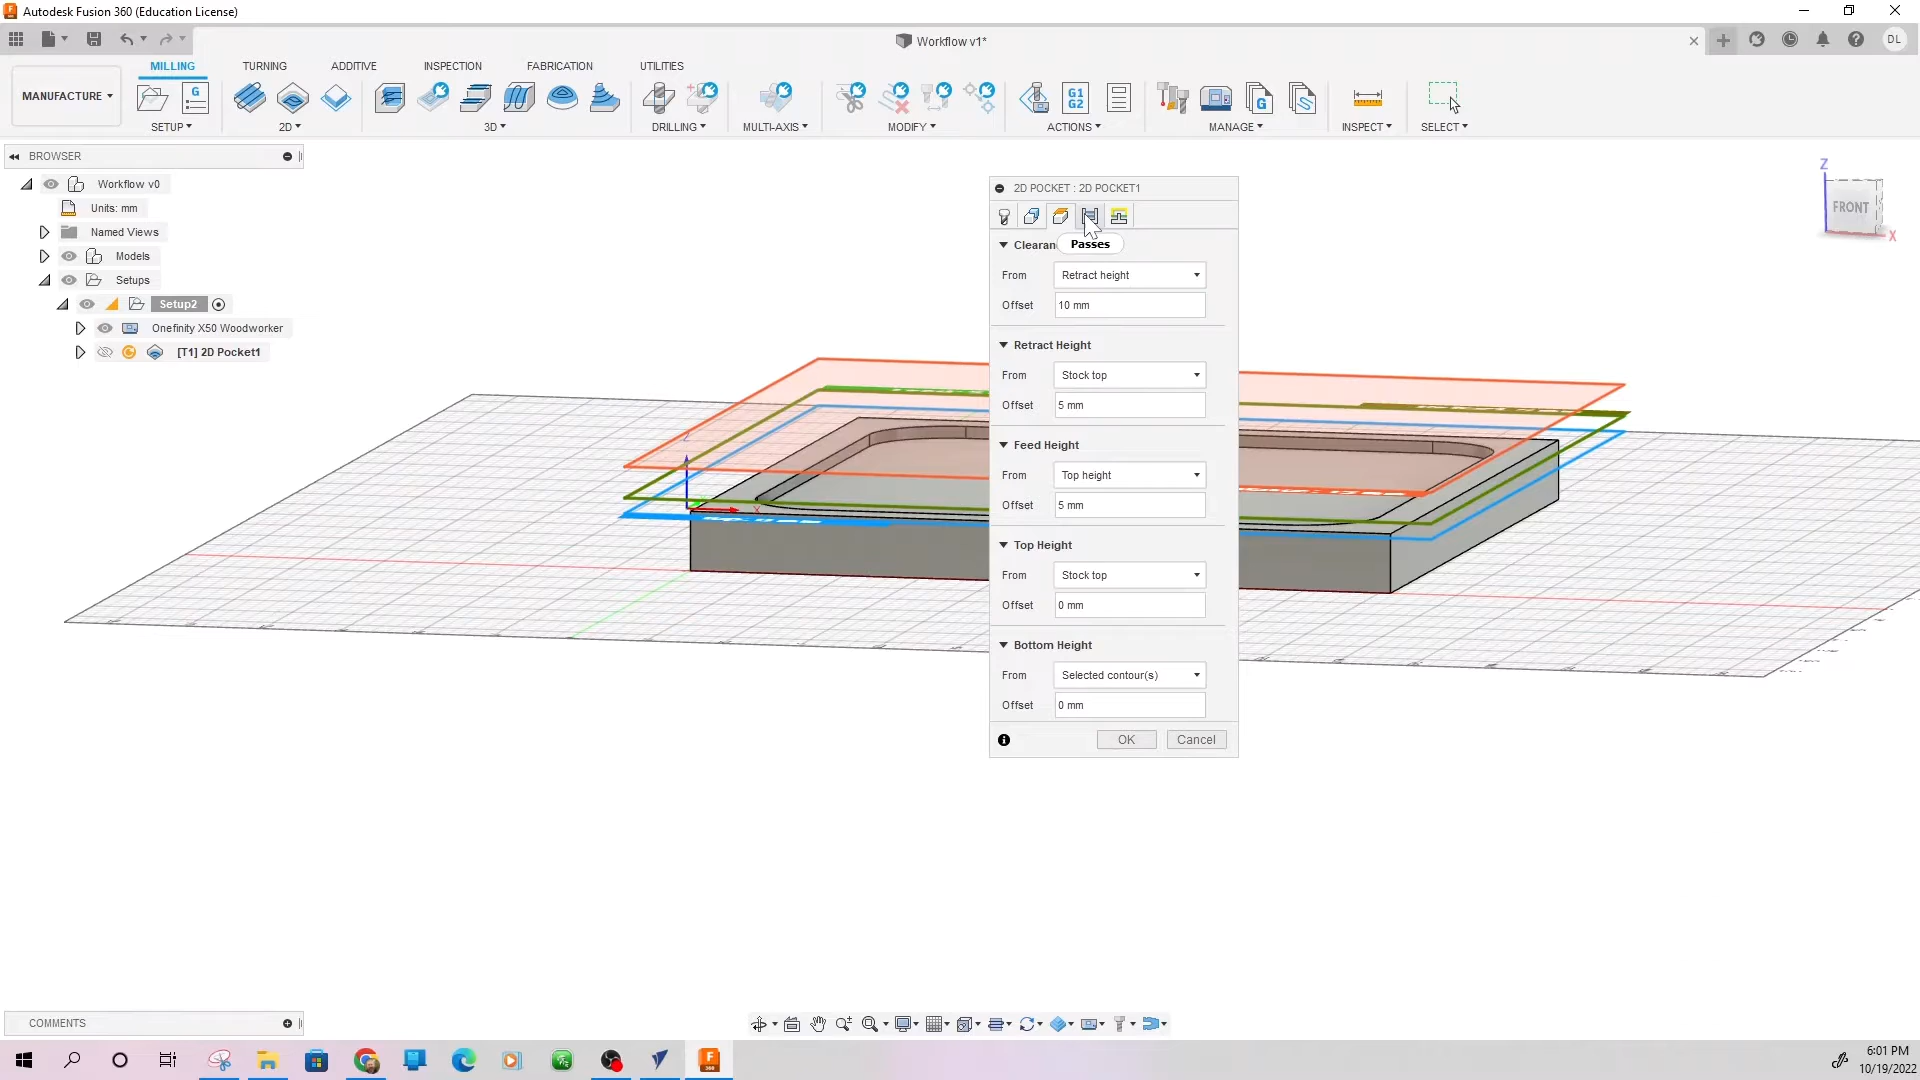 Autodesk Fusion 360 (Education License)
Workflow v1*
DL
MILLING
TURNING
ADDITIVE
INSPECTION
FABRICATION
UTILITIES
MANUFACTURE
G
G1
G2
G
SETUP
2D
3D
DRILLING
MULTI-AXIS
MODIFY
ACTIONS
MANAGE
INSPECT
SELECT
BROWSER
Workflow v0
Units: mm
Named Views
Models
Setups
Setup2
Onefinity X50 Woodworker
[T1] 2D Pocket1
2D POCKET : 2D POCKET1
Passes
Clearan
From Retract height
Offset 10 mm
Retract Height
From Stock top
Offset 5 mm
Feed Height
From Top height
Offset 5 mm
Top Height
From Stock top
Offset 0 mm
Bottom Height
From Selected contour(s)
Offset 0 mm
OK Cancel
Z
FRONT
X
Z
X
COMMENTS
6:01 PM
10/19/2022